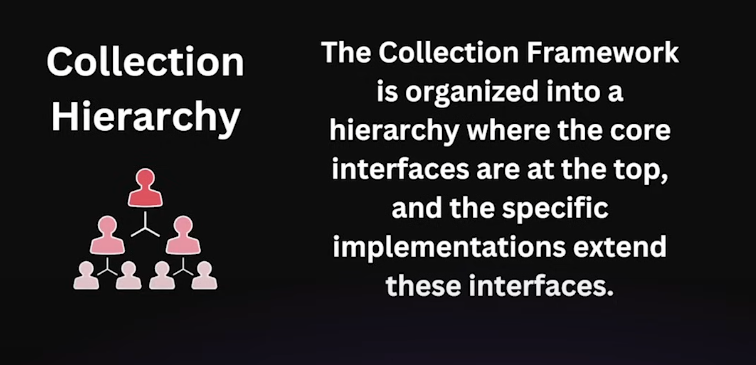 Collection
Hierarchy
The Collection Framework
is organized into a
hierarchy where the core
interfaces are at the top,
and the specific
implementations extend
these interfaces.